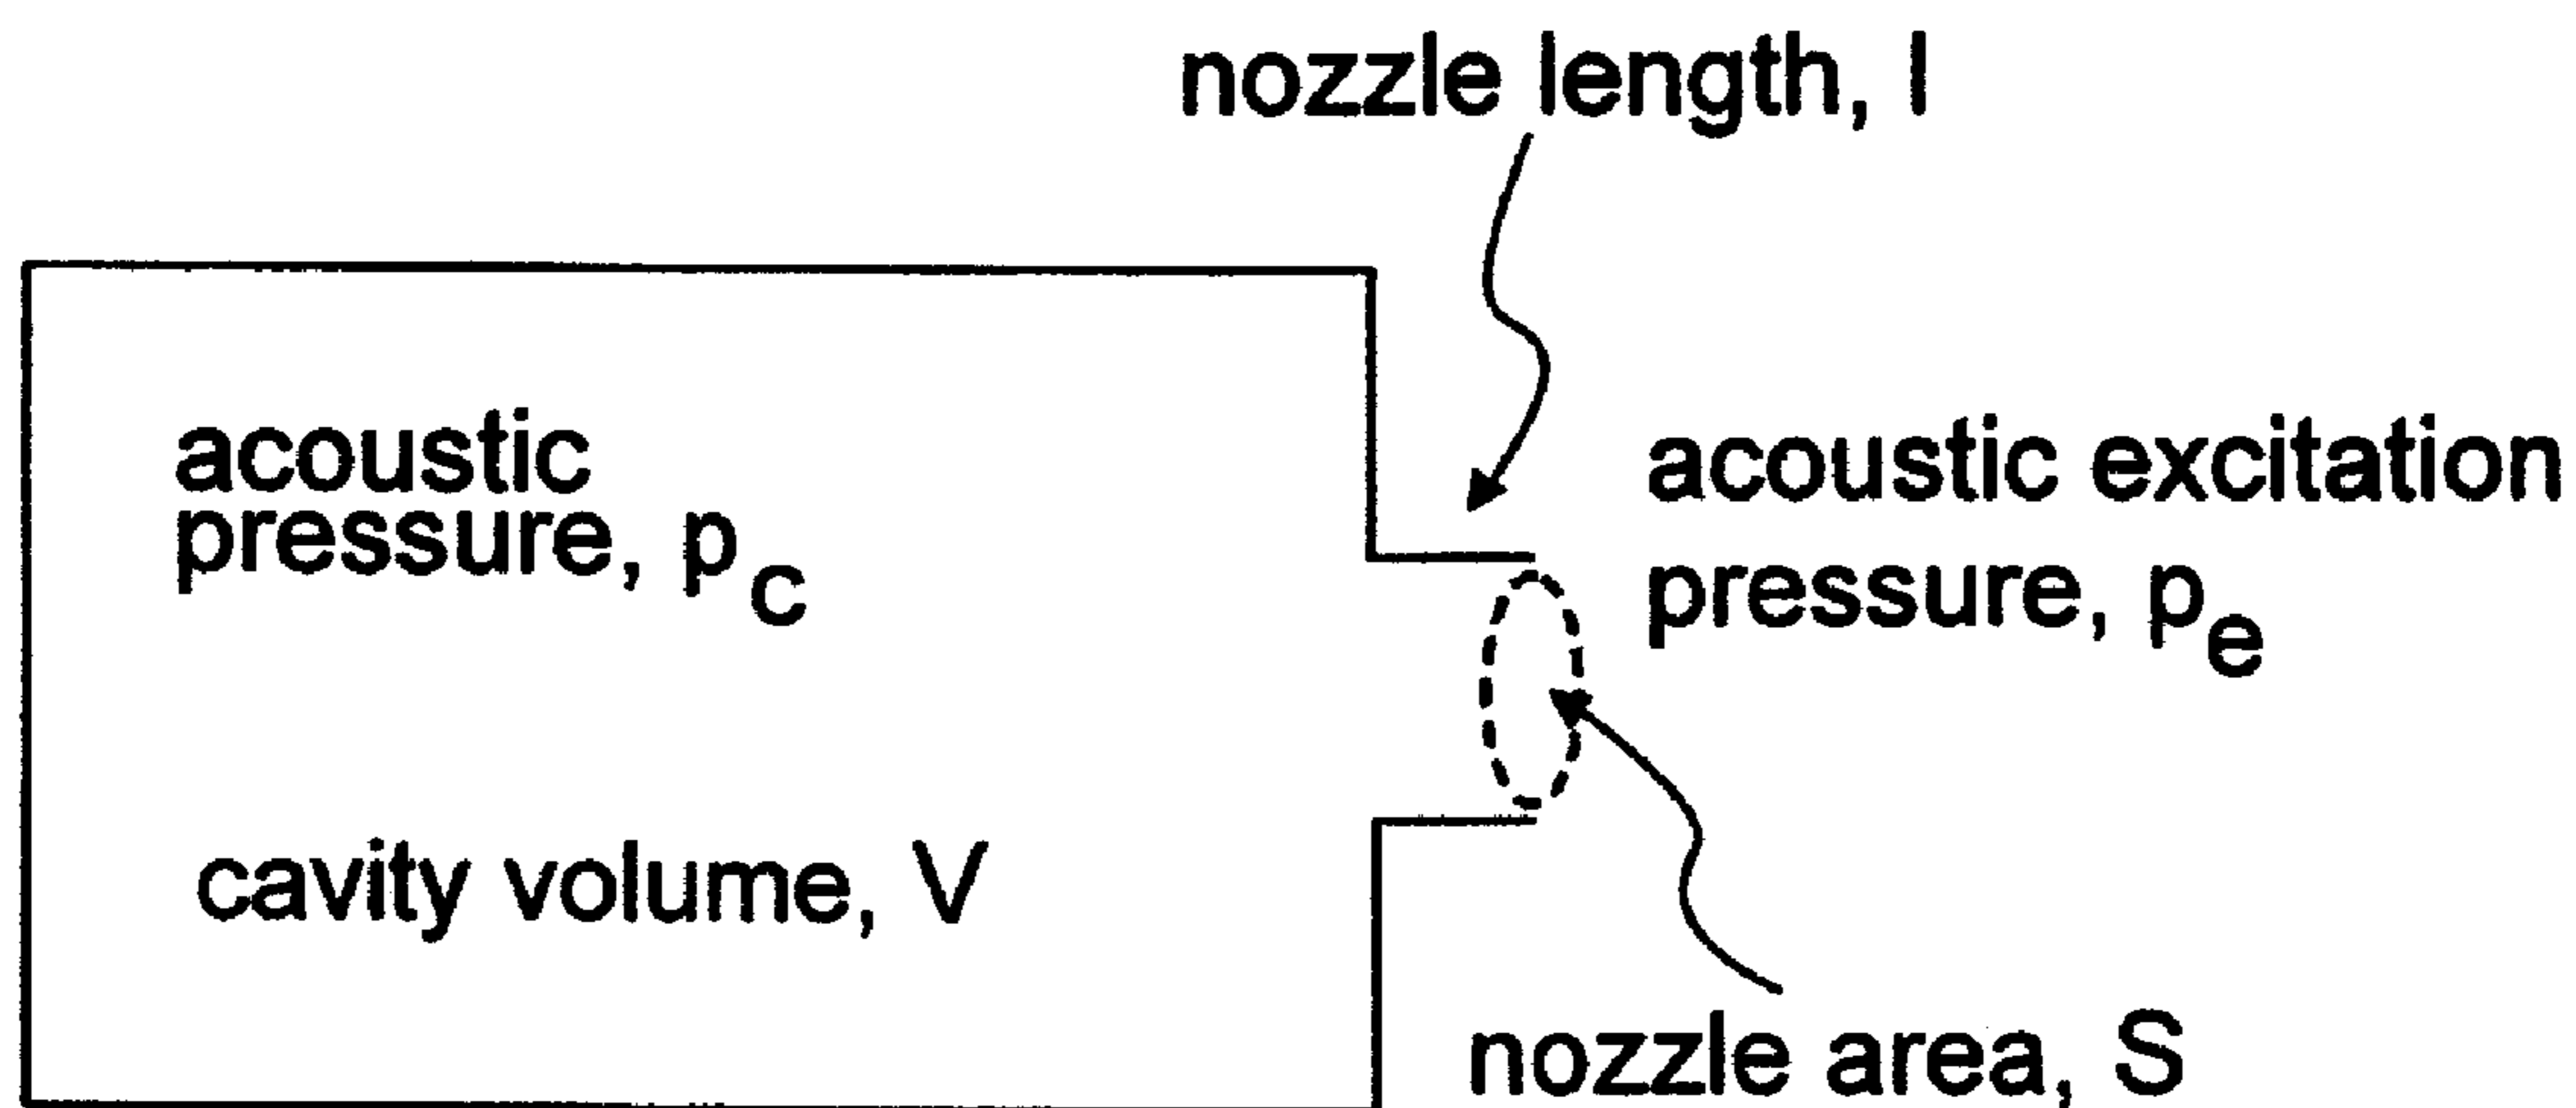 nozzle length, l
acoustic
pressure, pc
acoustic excitation
pressure, pe
cavity volume, V
nozzle area, S